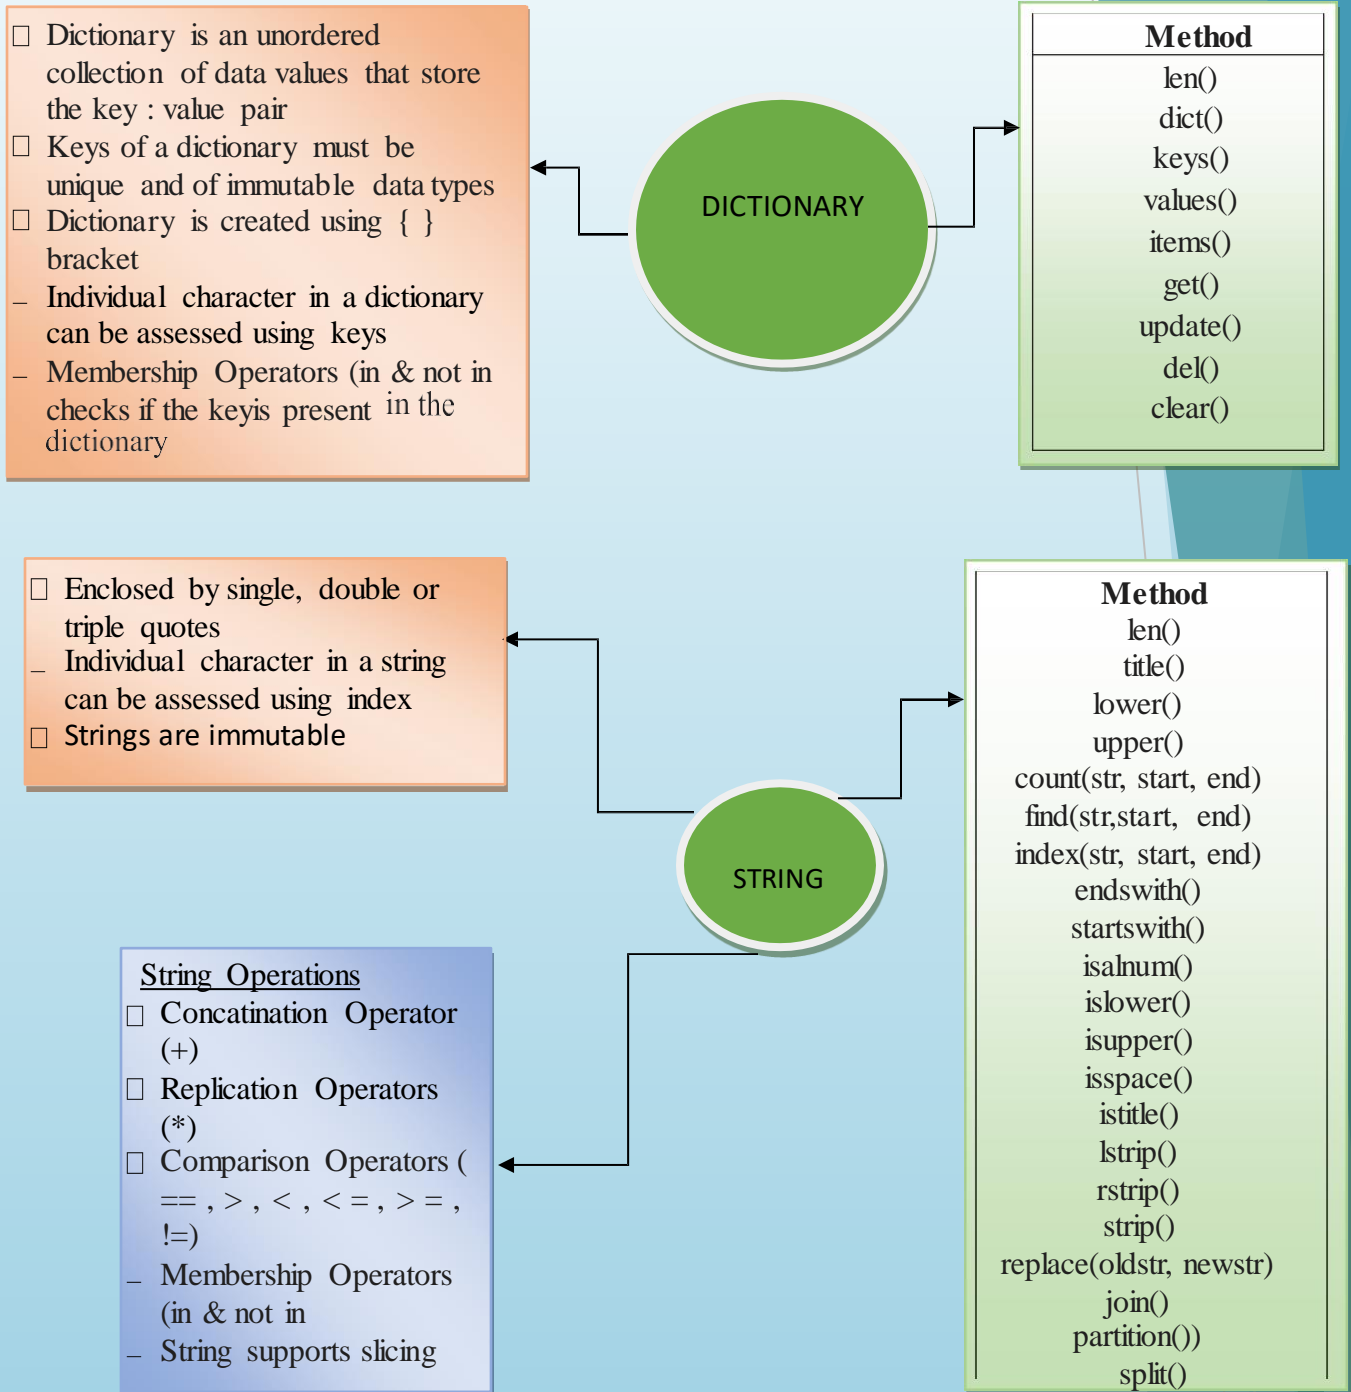 □ Dictionary is an unordered
collection of data values that store
the key : value pair
□ Keys of a dictionary must be
unique and of immutable data types
□ Dictionary is created using { }
bracket
– Individual character in a dictionary
can be assessed using keys
– Membership Operators (in & not in
checks if the keyis present in the
dictionary
DICTIONARY
Method
len()
dict()
keys()
values()
items()
get()
update()
del()
clear()
□ Enclosed by single, double or
triple quotes
– Individual character in a string
can be assessed using index
□ Strings are immutable
STRING
String Operations
□ Concatination Operator
(+)
□ Replication Operators
(*)
□ Comparison Operators (
== , > , < , < = , > = ,
!=)
– Membership Operators
(in & not in
– String supports slicing
Method
len()
title()
lower()
upper()
count(str, start, end)
find(str,start, end)
index(str, start, end)
endswith()
startswith()
isalnum()
islower()
isupper()
isspace()
istitle()
lstrip()
rstrip()
strip()
replace(oldstr, newstr)
join()
partition())
split()